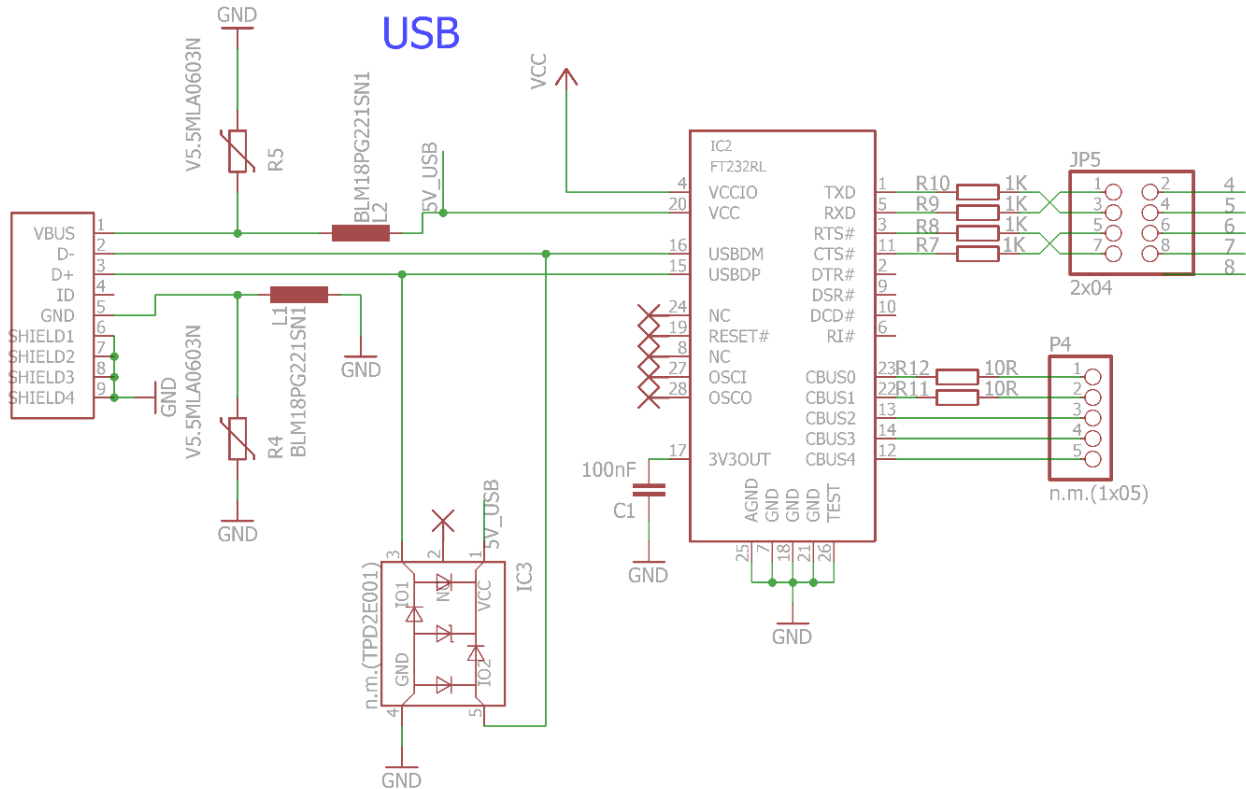 USB
GND
V5.5MLA0603N
R5
BLM18PG221SN1
L2
5V_USB
VCC
VBUS 1
D- 2
D+ 3
ID 4
GND 5
SHIELD1 6
SHIELD2 7
SHIELD3 8
SHIELD4 9
GND
V5.5MLA0603N
R4
L1
BLM18PG221SN1
GND
GND
IC2
FT232RL
4 VCCIO TXD 1
20 VCC RXD 5
RTS# 3
16 USBDM CTS# 11
15 USBDP DTR# 2
DSR# 9
24 NC DCD# 10
19 RESET# RI# 6
8 NC
27 OSCI CBUS0 23
28 OSCO CBUS1 22
CBUS2 13
CBUS3 14
17 3V3OUT CBUS4 12
AGND GND GND GND TEST
25 7 18 21 26
GND
100nF
C1
GND
R10 1K
R9 1K
R8 1K
R7 1K
JP5
1 2 4
3 4 5
5 6 6
7 8 7
8
2x04
R12 10R
R11 10R
P4
1
2
3
4
5
n.m.(1x05)
5V_USB
3 2 1
IO1 VCC
GND IO2
4 5
n.m.(TPD2E001)
IC3
GND